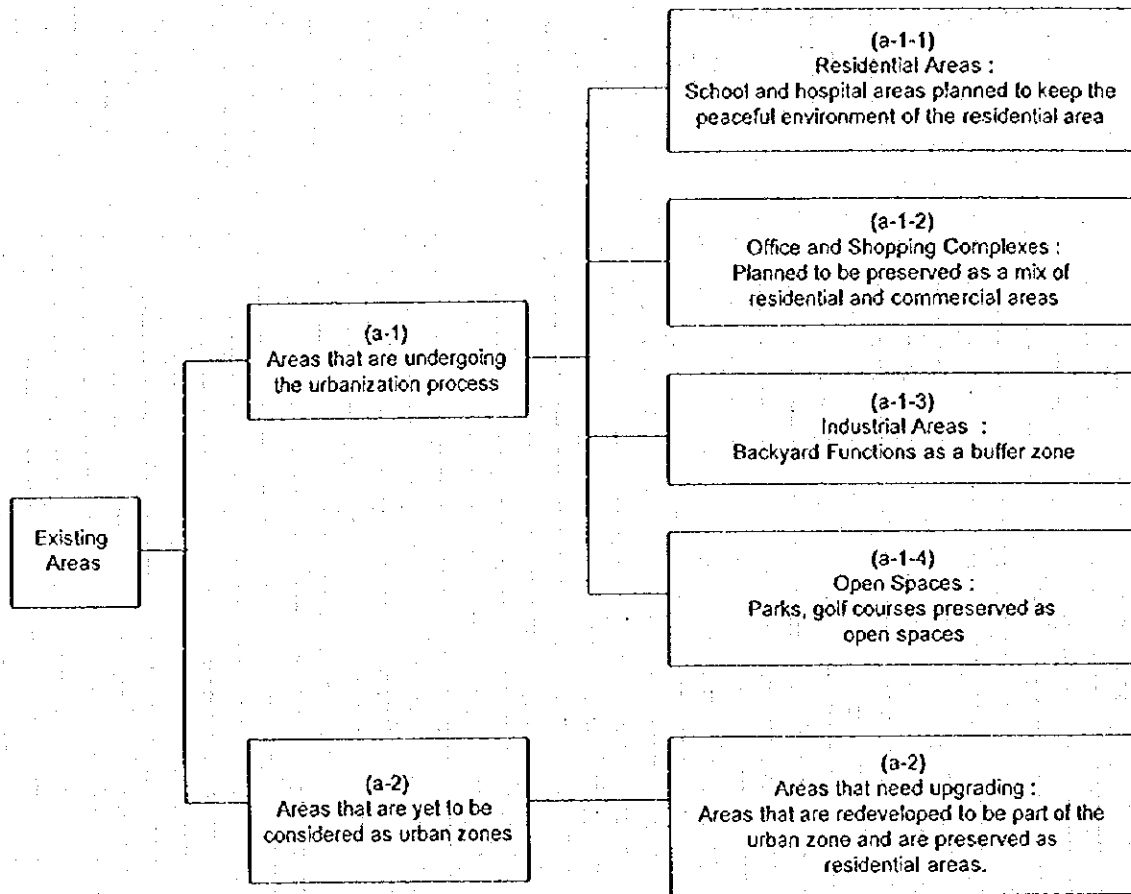 Existing
Areas
(a-1)
Areas that are undergoing
the urbanization process
(a-2)
Areas that are yet to be
considered as urban zones
(a-1-1)
Residential Areas :
School and hospital areas planned to keep the
peaceful environment of the residential area
(a-1-2)
Office and Shopping Complexes :
Planned to be preserved as a mix of
residential and commercial areas
(a-1-3)
Industrial Areas :
Backyard Functions as a buffer zone
(a-1-4)
Open Spaces :
Parks, golf courses preserved as
open spaces
(a-2)
Areas that need upgrading :
Areas that are redeveloped to be part of the
urban zone and are preserved as
residential areas.